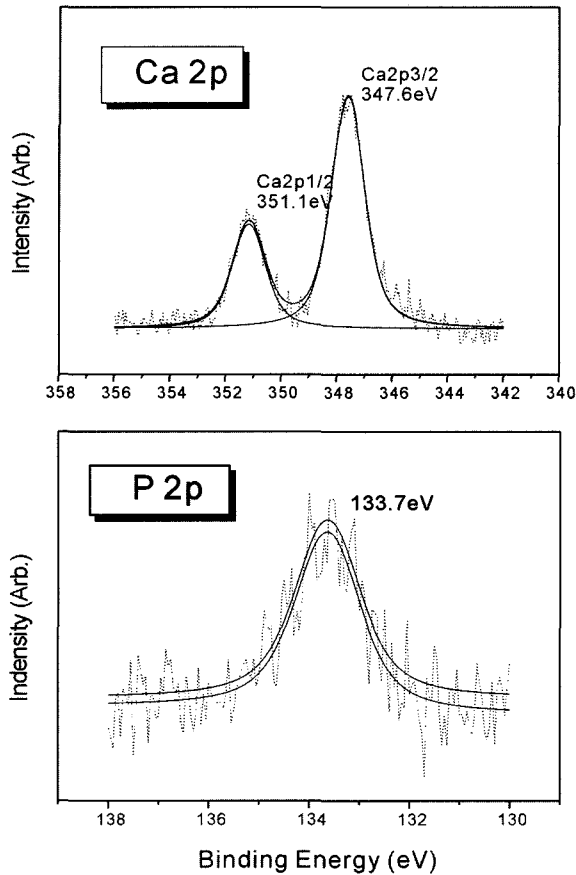 Ca 2p
Ca2p3/2
347.6eV
Ca2p1/2
351.1eV
Intensity (Arb.)
358 356 354 352 350 348 346 344 342 340
P 2p
133.7eV
Indensity (Arb.)
138 136 134 132 130
Binding Energy (eV)